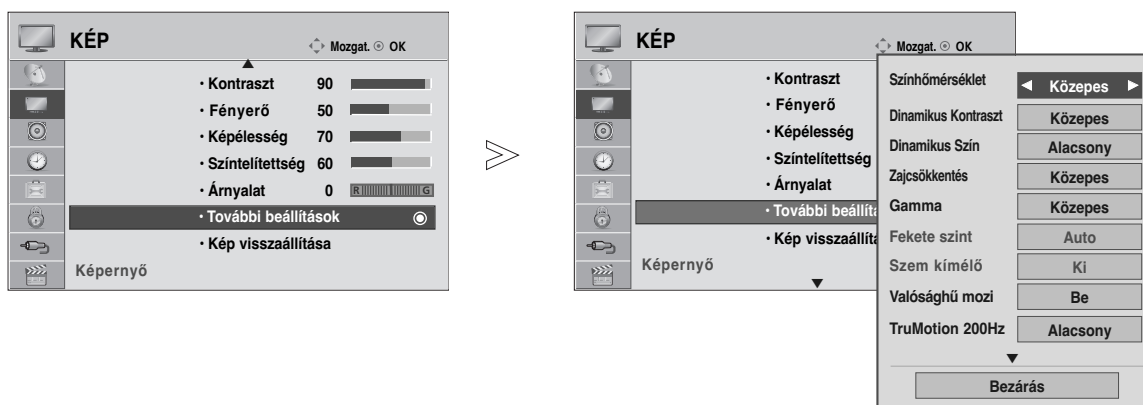 KÉP
Mozgat. OK
• Kontraszt 90
• Fényerő 50
• Képélesség 70
• Színtelítettség 60
• Árnyalat 0 R G
• További beállítások
• Kép visszaállítása
Képernyő
KÉP
Mozgat. OK
• Kontraszt
• Fényerő
• Képélesség
• Színtelítettség
• Árnyalat
• További beállíta
• Kép visszaállíta
Képernyő
Színhőmérséklet Közepes
Dinamikus Kontraszt Közepes
Dinamikus Szín Alacsony
Zajcsökkentés Közepes
Gamma Közepes
Fekete szint Auto
Szem kímélő Ki
Valósághű mozi Be
TruMotion 200Hz Alacsony
Bezárás